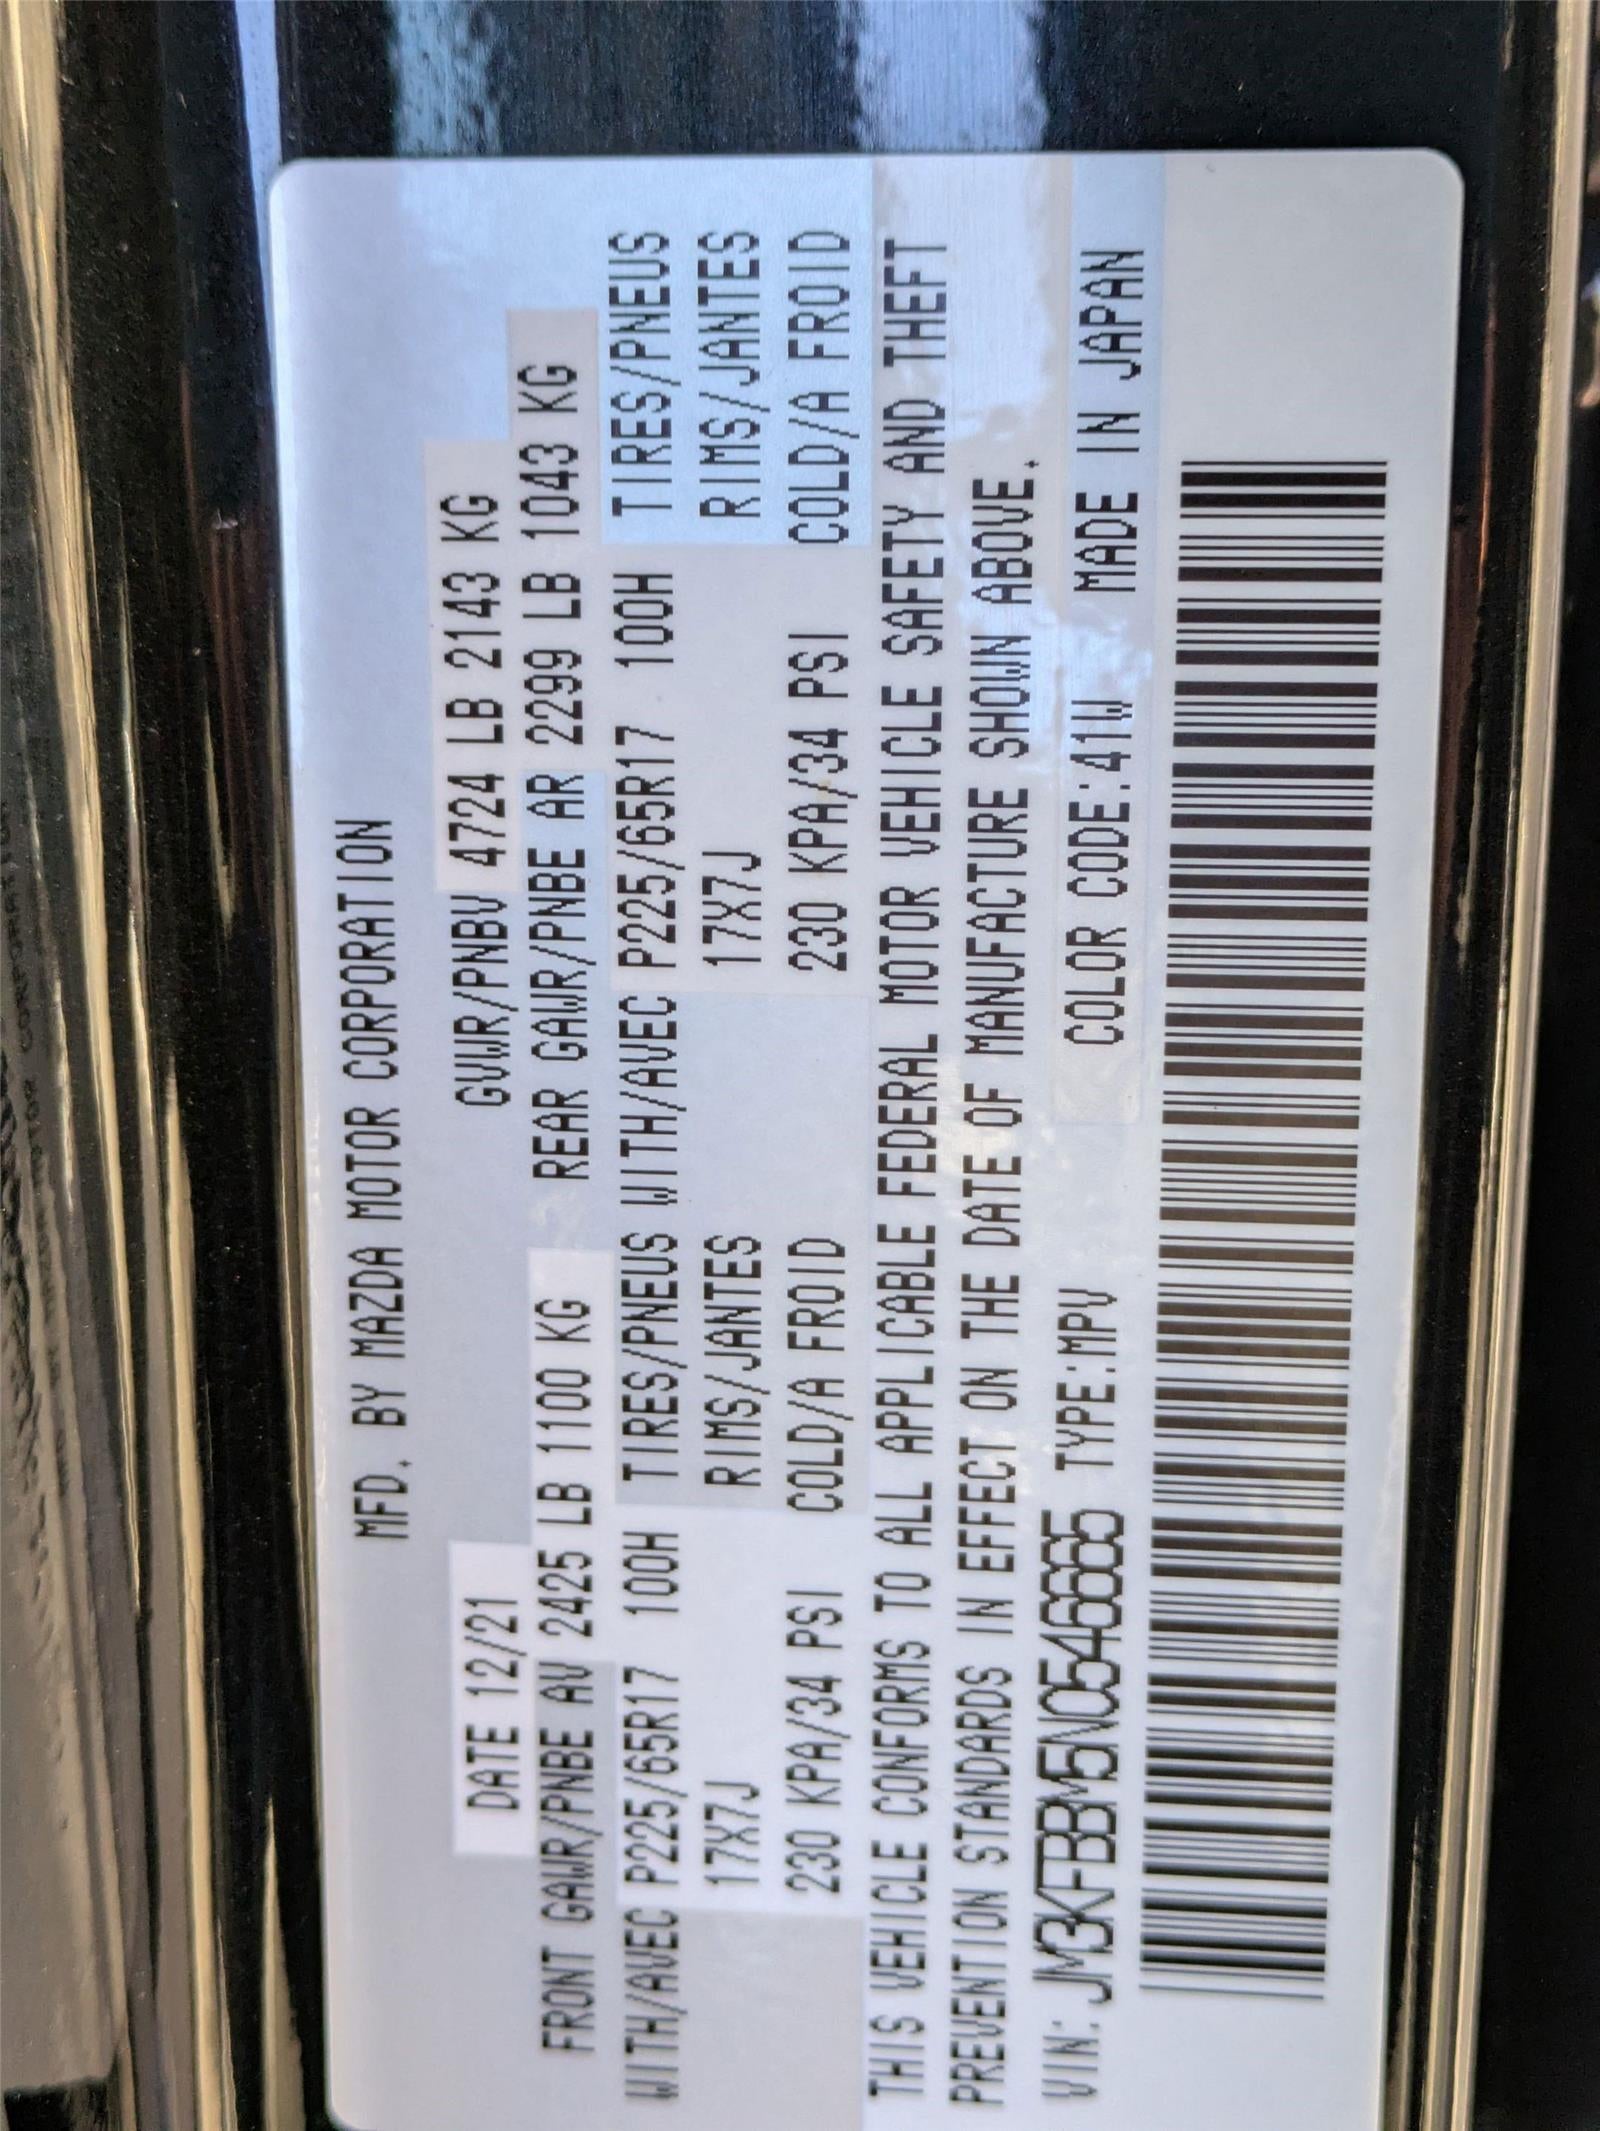 MFD. BY MAZDA MOTOR CORPORATION
DATE 12/21 GVWR/PNBV 4724 LB 2143 KG
FRONT GAWR/PNBE AV 2425 LB 1100 KG REAR GAWR/PNBE AR 2299 LB 1043 KG
WITH/AVEC P225/65R17 100H TIRES/PNEUS WITH/AVEC P225/65R17 100H TIRES/PNEUS
17X7J RIMS/JANTES 17X7J RIMS/JANTES
230 KPA/34 PSI COLD/A FROID 230 KPA/34 PSI COLD/A FROID
THIS VEHICLE CONFORMS TO ALL APPLICABLE FEDERAL MOTOR VEHICLE SAFETY AND THEFT
PREVENTION STANDARDS IN EFFECT ON THE DATE OF MANUFACTURE SHOWN ABOVE.
VIN: JM3KFBBM5N0546665 TYPE:MPV COLOR CODE:41W MADE IN JAPAN